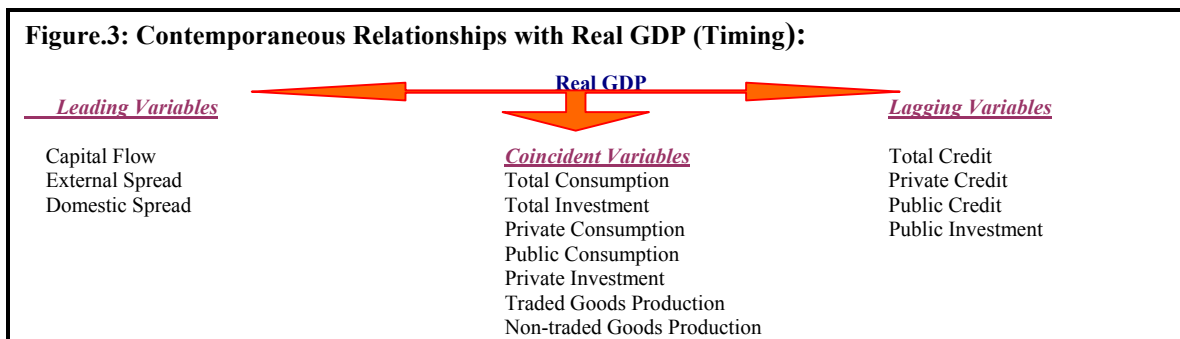 Figure.3: Contemporaneous Relationships with Real GDP (Timing):
Real GDP
Leading Variables
Capital Flow
External Spread
Domestic Spread
Coincident Variables
Total Consumption
Total Investment
Private Consumption
Public Consumption
Private Investment
Traded Goods Production
Non-traded Goods Production
Lagging Variables
Total Credit
Private Credit
Public Credit
Public Investment